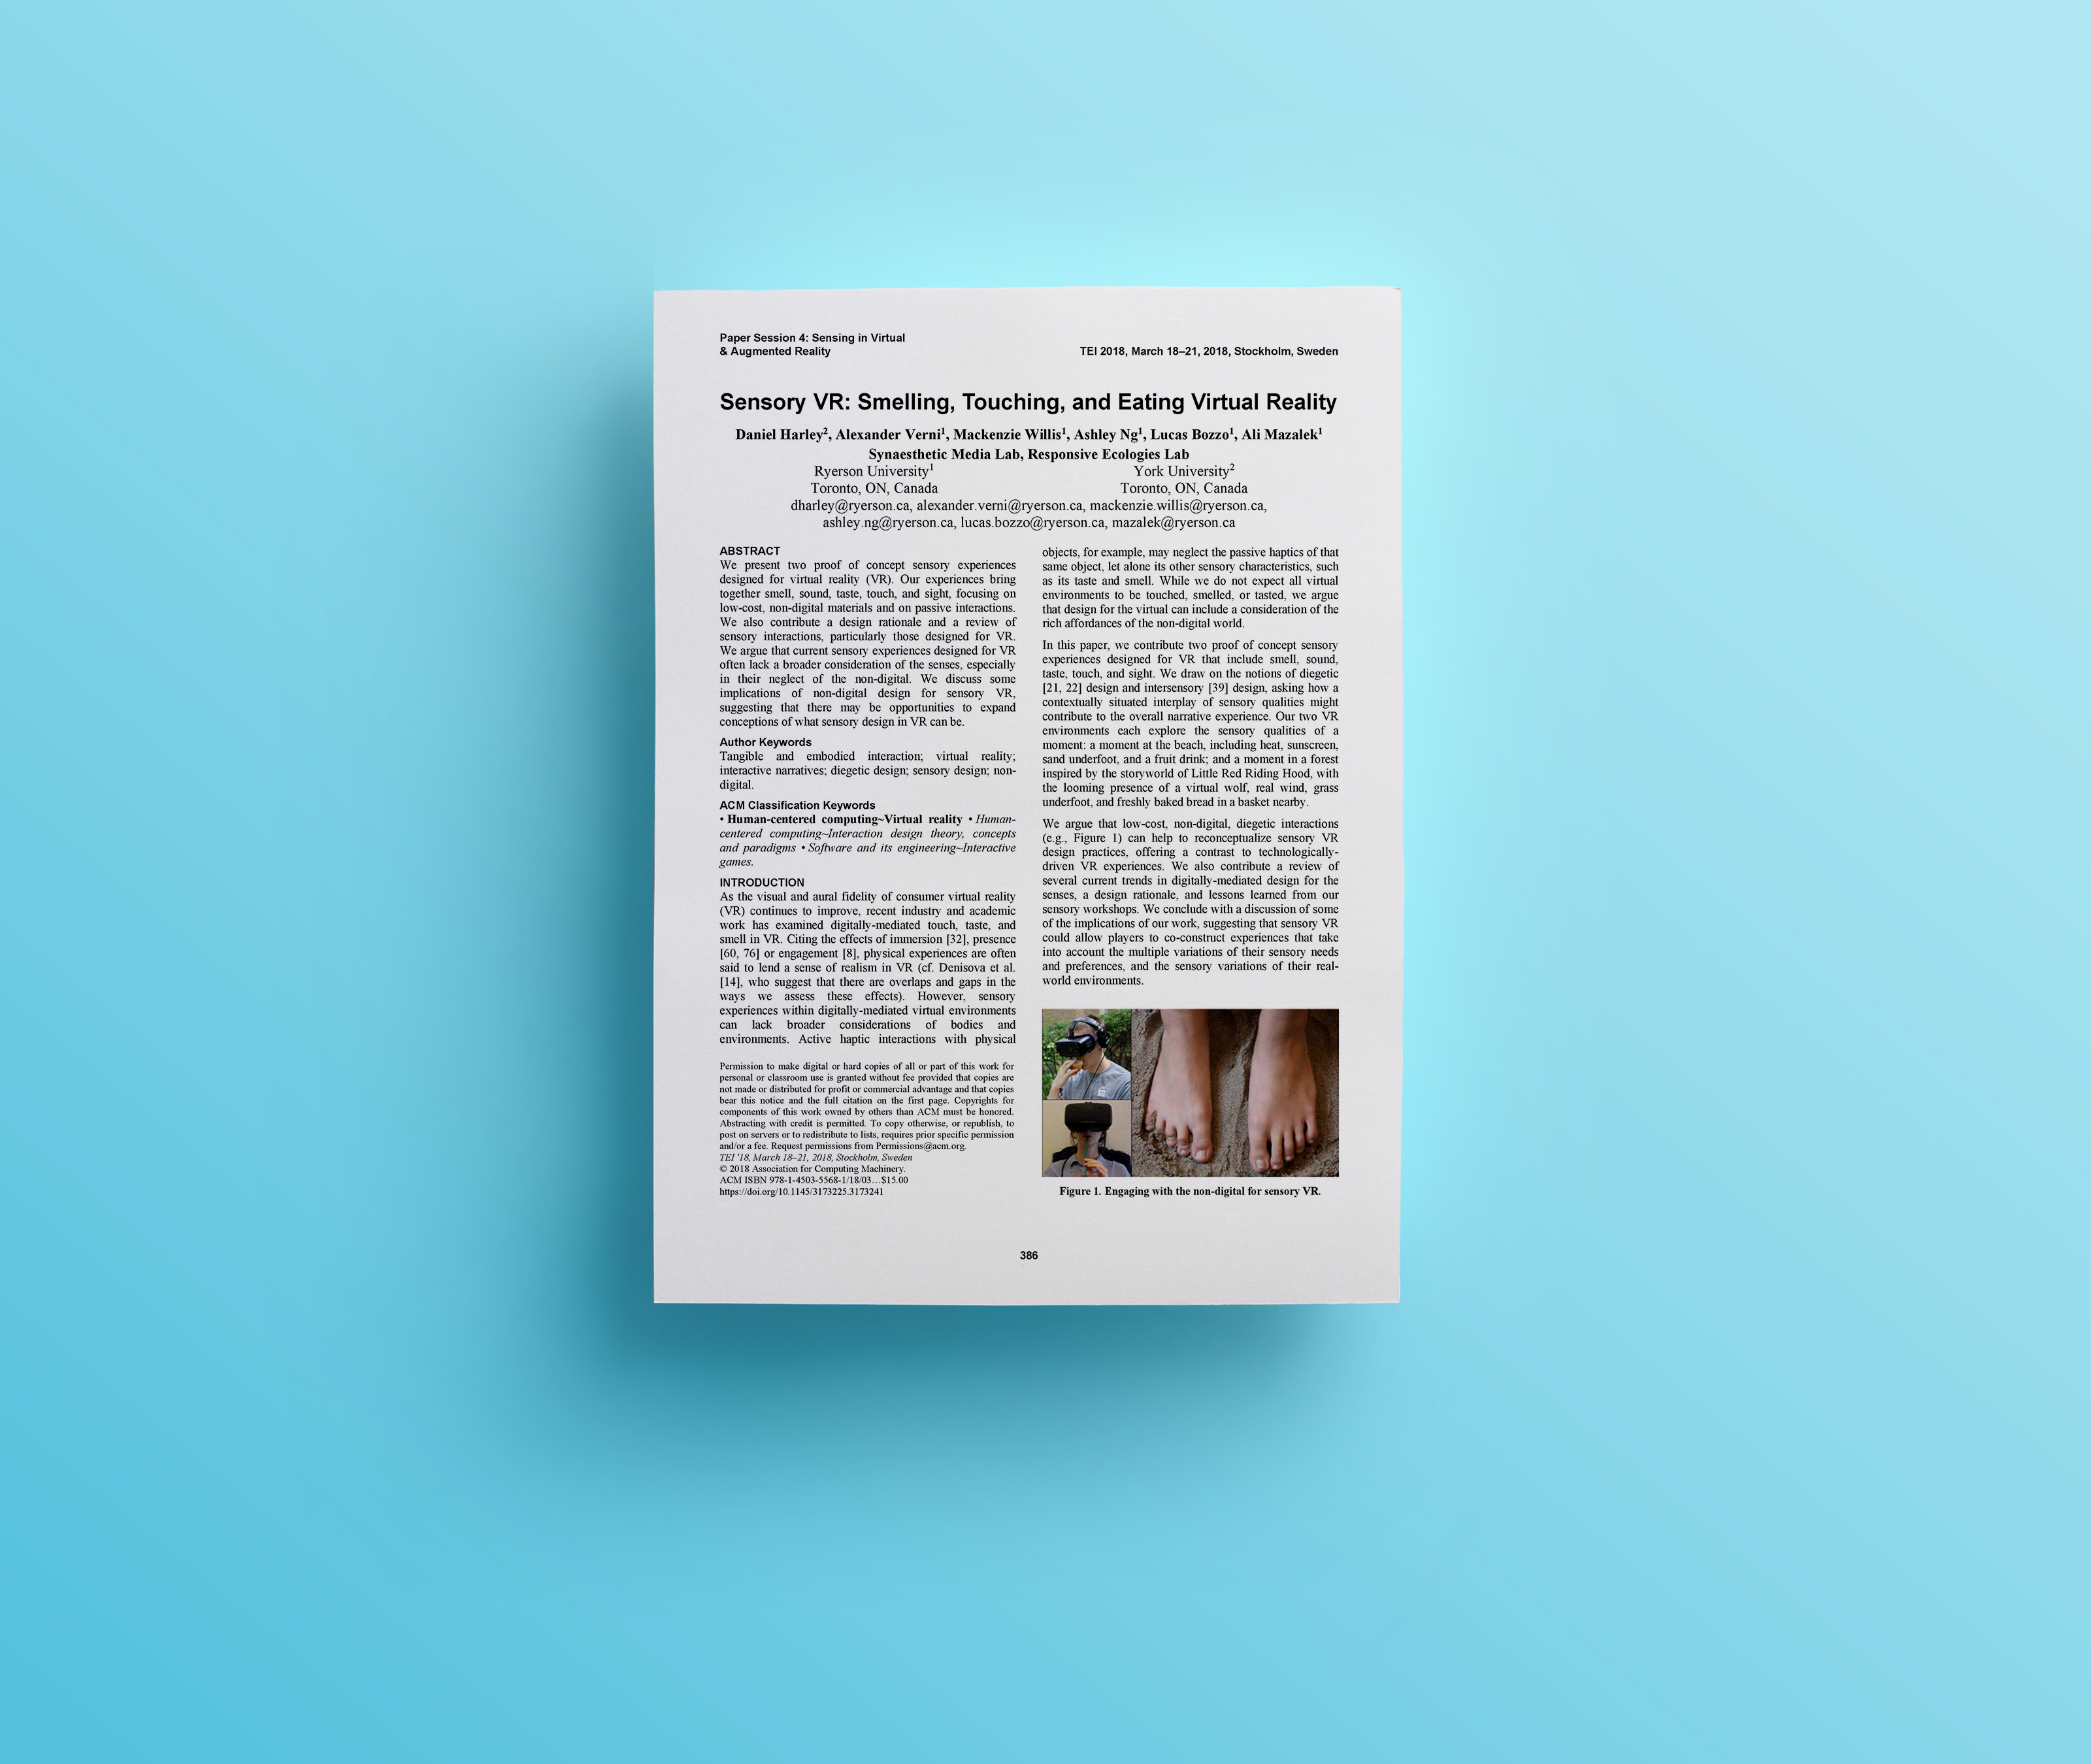 Paper Session 4: Sensing in Virtual
& Augmented Reality
TEI 2018, March 18–21, 2018, Stockholm, Sweden
Sensory VR: Smelling, Touching, and Eating Virtual Reality
Daniel Harley², Alexander Verni¹, Mackenzie Willis¹, Ashley Ng¹, Lucas Bozzo¹, Ali Mazalek¹
Synaesthetic Media Lab, Responsive Ecologies Lab
Ryerson University¹
Toronto, ON, Canada
York University²
Toronto, ON, Canada
dharley@ryerson.ca, alexander.verni@ryerson.ca, mackenzie.willis@ryerson.ca,
ashley.ng@ryerson.ca, lucas.bozzo@ryerson.ca, mazalek@ryerson.ca
ABSTRACT
We present two proof of concept sensory experiences
designed for virtual reality (VR). Our experiences bring
together smell, sound, taste, touch, and sight, focusing on
low-cost, non-digital materials and on passive interactions.
We also contribute a design rationale and a review of
sensory interactions, particularly those designed for VR.
We argue that current sensory experiences designed for VR
often lack a broader consideration of the senses, especially
in their neglect of the non-digital. We discuss some
implications of non-digital design for sensory VR,
suggesting that there may be opportunities to expand
conceptions of what sensory design in VR can be.
Author Keywords
Tangible and embodied interaction; virtual reality;
interactive narratives; diegetic design; sensory design; non-
digital.
ACM Classification Keywords
• Human-centered computing~Virtual reality • Human-
centered computing~Interaction design theory, concepts
and paradigms • Software and its engineering~Interactive
games.
INTRODUCTION
As the visual and aural fidelity of consumer virtual reality
(VR) continues to improve, recent industry and academic
work has examined digitally-mediated touch, taste, and
smell in VR. Citing the effects of immersion [32], presence
[60, 76] or engagement [8], physical experiences are often
said to lend a sense of realism in VR (cf. Denisova et al.
[14], who suggest that there are overlaps and gaps in the
ways we assess these effects). However, sensory
experiences within digitally-mediated virtual environments
can lack broader considerations of bodies and
environments. Active haptic interactions with physical
Permission to make digital or hard copies of all or part of this work for
personal or classroom use is granted without fee provided that copies are
not made or distributed for profit or commercial advantage and that copies
bear this notice and the full citation on the first page. Copyrights for
components of this work owned by others than ACM must be honored.
Abstracting with credit is permitted. To copy otherwise, or republish, to
post on servers or to redistribute to lists, requires prior specific permission
and/or a fee. Request permissions from Permissions@acm.org.
TEI '18, March 18–21, 2018, Stockholm, Sweden
© 2018 Association for Computing Machinery.
ACM ISBN 978-1-4503-5568-1/18/03…$15.00
https://doi.org/10.1145/3173225.3173241
objects, for example, may neglect the passive haptics of that
same object, let alone its other sensory characteristics, such
as its taste and smell. While we do not expect all virtual
environments to be touched, smelled, or tasted, we argue
that design for the virtual can include a consideration of the
rich affordances of the non-digital world.
In this paper, we contribute two proof of concept sensory
experiences designed for VR that include smell, sound,
taste, touch, and sight. We draw on the notions of diegetic
[21, 22] design and intersensory [39] design, asking how a
contextually situated interplay of sensory qualities might
contribute to the overall narrative experience. Our two VR
environments each explore the sensory qualities of a
moment: a moment at the beach, including heat, sunscreen,
sand underfoot, and a fruit drink; and a moment in a forest
inspired by the storyworld of Little Red Riding Hood, with
the looming presence of a virtual wolf, real wind, grass
underfoot, and freshly baked bread in a basket nearby.
We argue that low-cost, non-digital, diegetic interactions
(e.g., Figure 1) can help to reconceptualize sensory VR
design practices, offering a contrast to technologically-
driven VR experiences. We also contribute a review of
several current trends in digitally-mediated design for the
senses, a design rationale, and lessons learned from our
sensory workshops. We conclude with a discussion of some
of the implications of our work, suggesting that sensory VR
could allow players to co-construct experiences that take
into account the multiple variations of their sensory needs
and preferences, and the sensory variations of their real-
world environments.
Figure 1. Engaging with the non-digital for sensory VR.
386